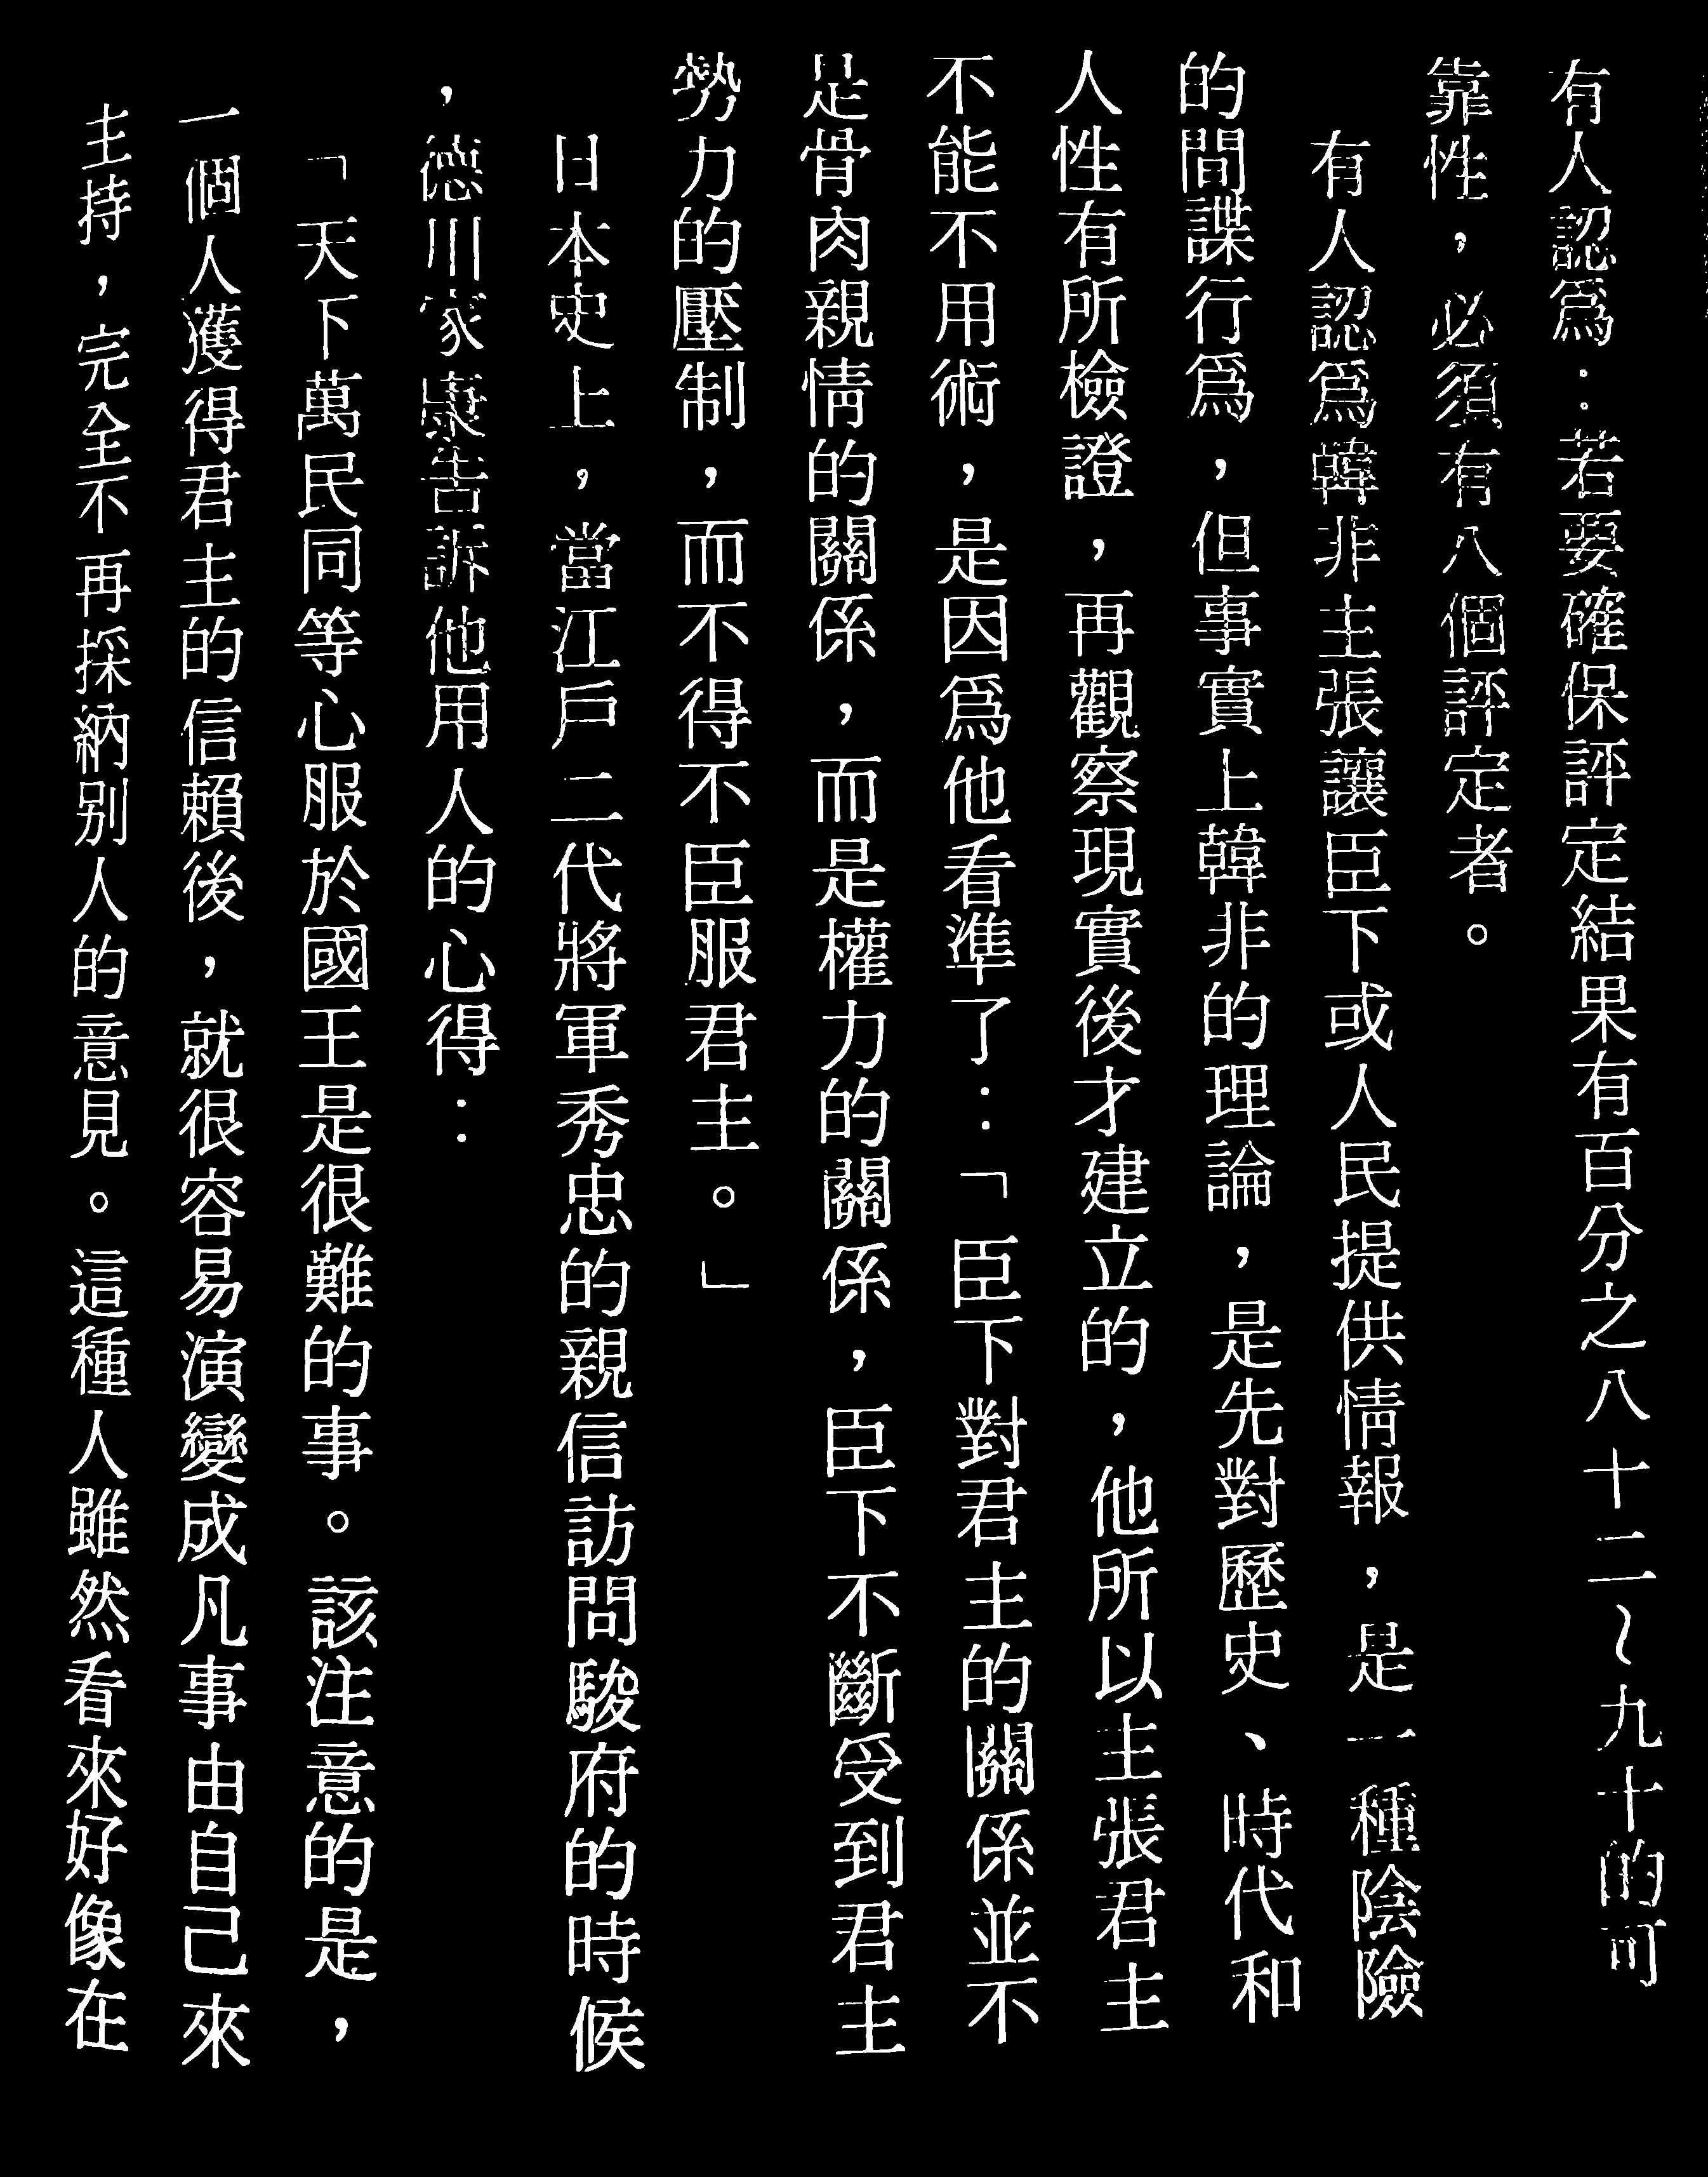 有人認爲：若要確保評定結果有百分之八十二～九十的可
靠性，必須有八個評定者。
有人認爲韓非主張讓臣下或人民提供情報，是一種陰險
的間諜行爲，但事實上韓非的理論，是先對歷史、時代和
人性有所檢證，再觀察現實後才建立的，他所以主張君主
不能不用術，是因爲他看準了：「臣下對君主的關係並不
是骨肉親情的關係，而是權力的關係，臣下不斷受到君主
勢力的壓制，而不得不臣服君主。」
日本史上，當江戶二代將軍秀忠的親信訪問駿府的時候
，德川家康告訴他用人的心得：
「天下萬民同等心服於國王是很難的事。該注意的是，
一個人獲得君主的信賴後，就很容易演變成凡事由自己來
主持，完全不再採納別人的意見。這種人雖然看來好像在